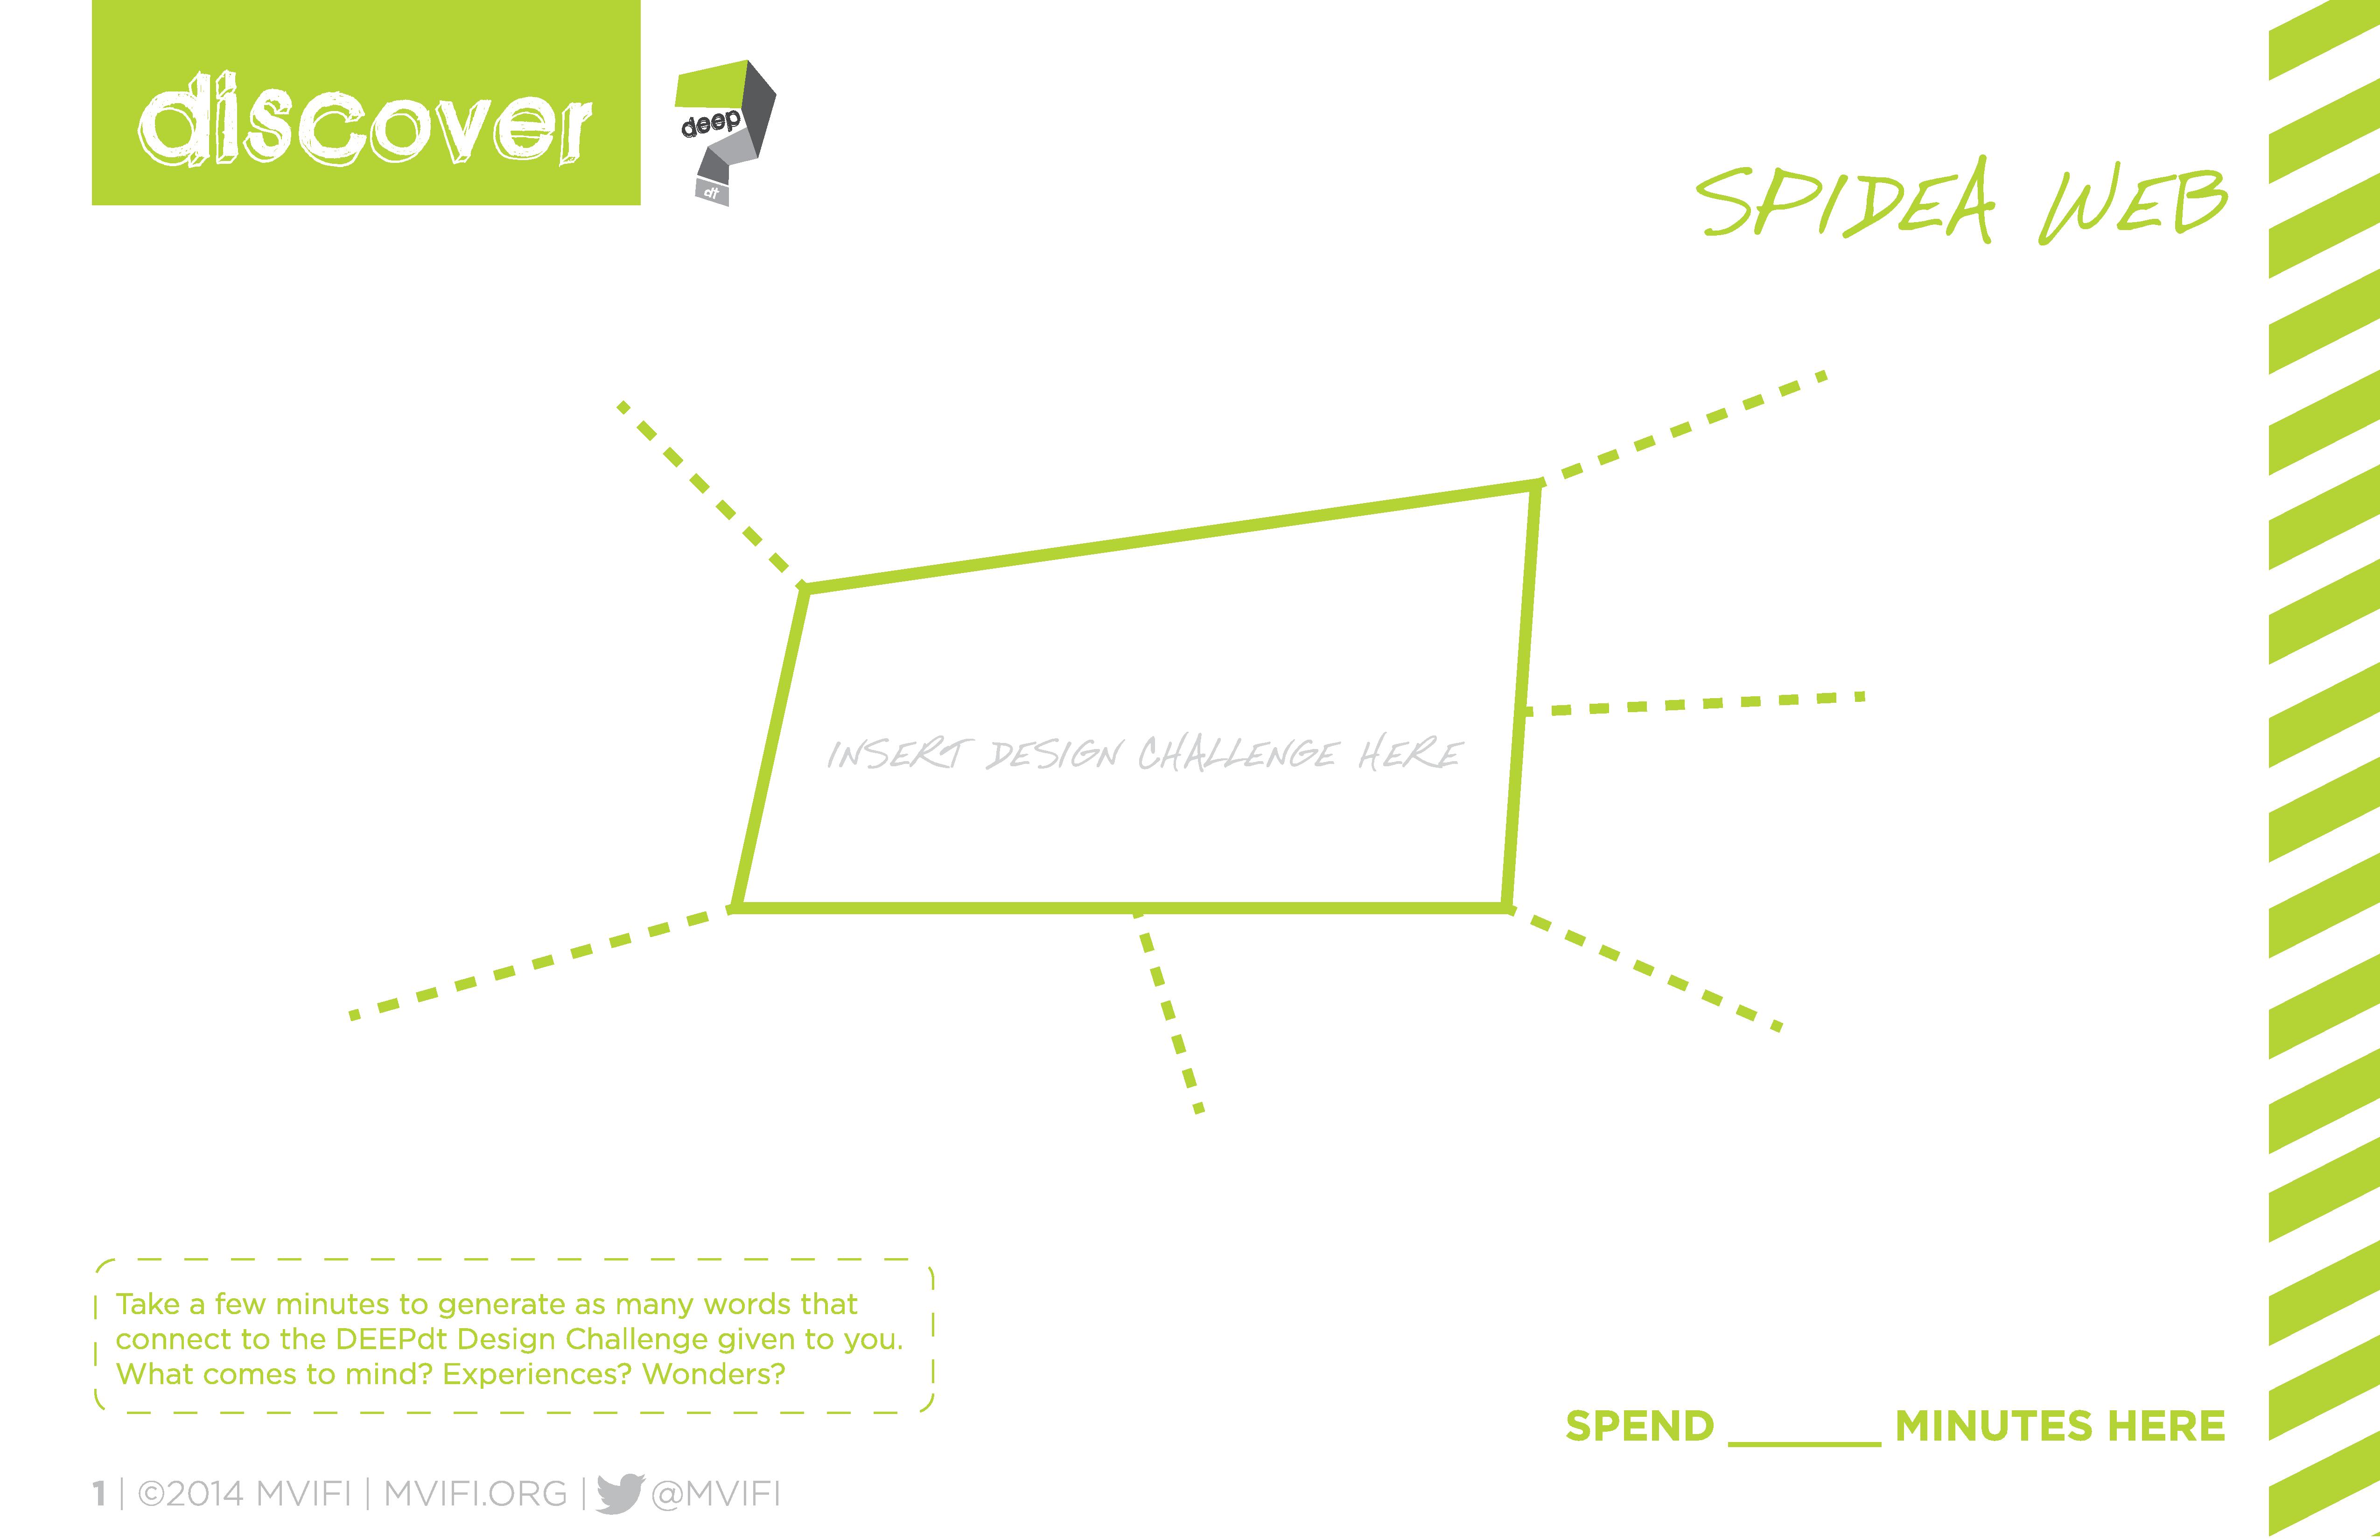 discover
deep
dt
SPIDEA WEB
INSERT DESIGN CHALLENGE HERE
Take a few minutes to generate as many words that
connect to the DEEPdt Design Challenge given to you.
What comes to mind? Experiences? Wonders?
SPEND ______ MINUTES HERE
1 | ©2014 MVIFI | MVIFI.ORG | @MVIFI